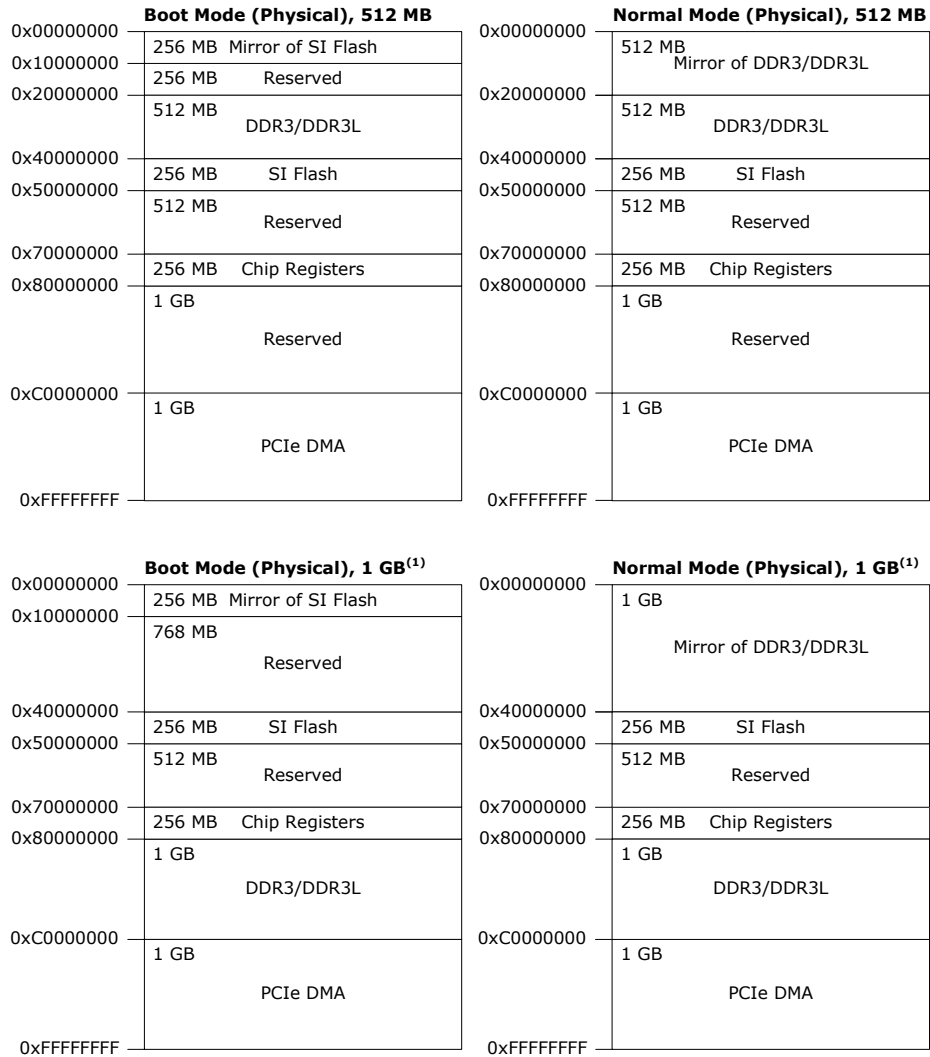 Boot Mode (Physical), 512 MB
0x00000000
256 MB Mirror of SI Flash
0x10000000
256 MB Reserved
0x20000000
512 MB
DDR3/DDR3L
0x40000000
256 MB SI Flash
0x50000000
512 MB
Reserved
0x70000000
256 MB Chip Registers
0x80000000
1 GB
Reserved
0xC0000000
1 GB
PCIe DMA
0xFFFFFFFF
Normal Mode (Physical), 512 MB
0x00000000
512 MB
Mirror of DDR3/DDR3L
0x20000000
512 MB
DDR3/DDR3L
0x40000000
256 MB SI Flash
0x50000000
512 MB
Reserved
0x70000000
256 MB Chip Registers
0x80000000
1 GB
Reserved
0xC0000000
1 GB
PCIe DMA
0xFFFFFFFF
Boot Mode (Physical), 1 GB(1)
0x00000000
256 MB Mirror of SI Flash
0x10000000
768 MB
Reserved
0x40000000
256 MB SI Flash
0x50000000
512 MB
Reserved
0x70000000
256 MB Chip Registers
0x80000000
1 GB
DDR3/DDR3L
0xC0000000
1 GB
PCIe DMA
0xFFFFFFFF
Normal Mode (Physical), 1 GB(1)
0x00000000
1 GB
Mirror of DDR3/DDR3L
0x40000000
256 MB SI Flash
0x50000000
512 MB
Reserved
0x70000000
256 MB Chip Registers
0x80000000
1 GB
DDR3/DDR3L
0xC0000000
1 GB
PCIe DMA
0xFFFFFFFF